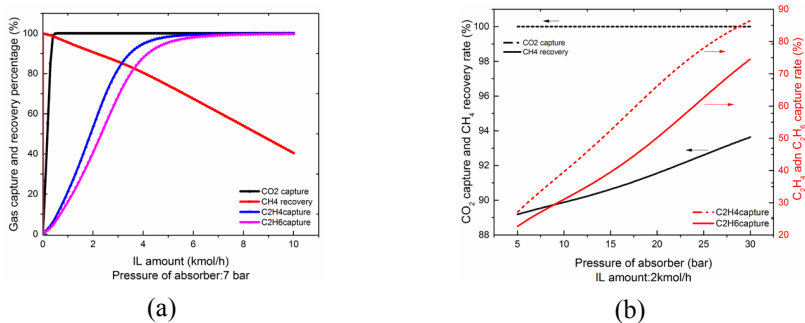 Gas capture and recovery percentage (%)
100
80
60
40
20
0
0
2
4
6
8
10
CO2 capture
CH4 recovery
C2H4capture
C2H6capture
IL amount (kmol/h)
Pressure of absorber:7 bar
(a)
CO₂ capture and CH₄ recovery rate (%)
100
98
96
94
92
90
88
CO2 capture
CH4 recovery
C2H4capture
C2H6capture
90
80
70
60
50
40
30
20
C₂H₄ adn C₂H₆ capture rate (%)
5
10
15
20
25
30
Pressure of absorber (bar)
IL amount:2kmol/h
(b)